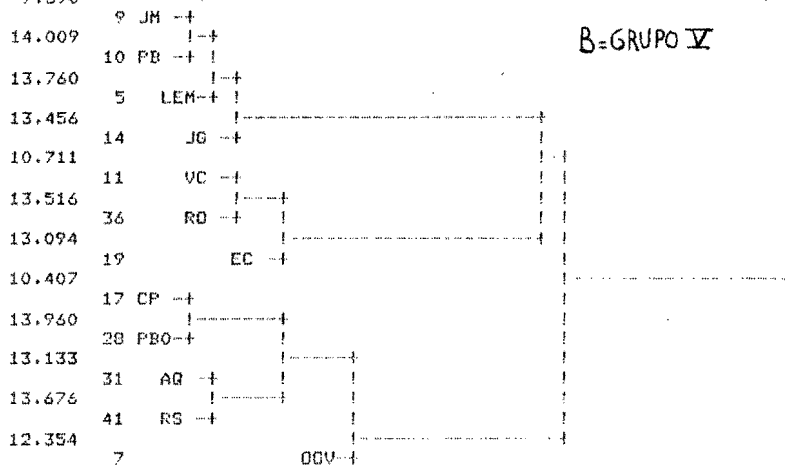 9 JM
14.009
B=GRUPO V
10 PB
13.760
5 LEM
13.456
14 JG
10.711
11 VC
13.516
36 RO
13.094
19 EC
10.407
17 CP
13.960
28 PBO
13.133
31 AQ
13.676
41 RS
12.354
7 OGV